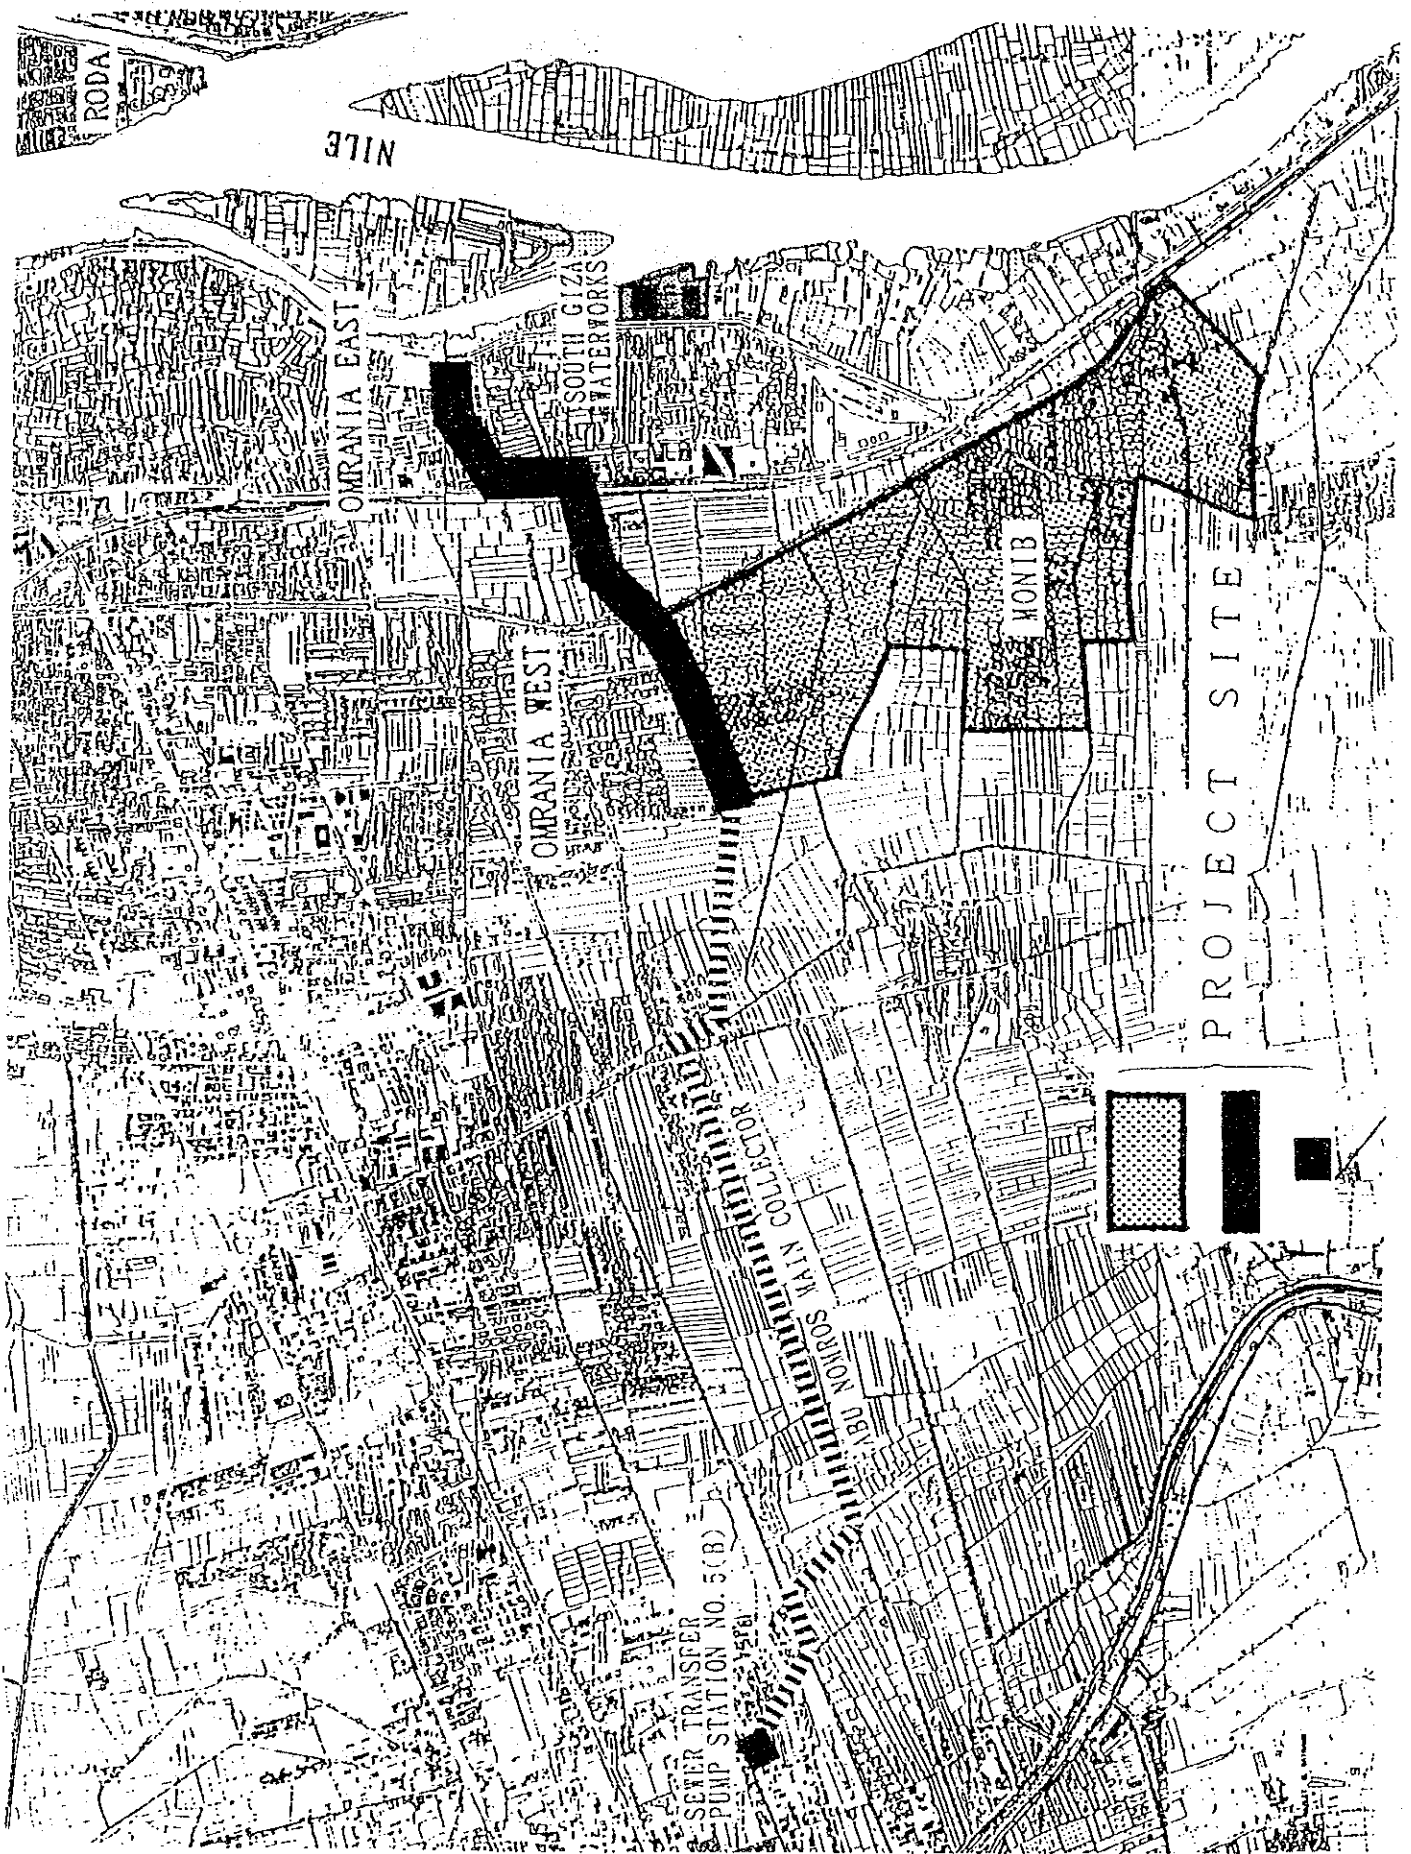 RODA
NILE
OMRANIA EAST
SOUTH GIZA
WATERWORKS
OMRANIA WEST
MONIB
PROJECT SITE
ABU NOMROS MAIN COLLECTOR
SEWER TRANSFER
PUMP STATION NO.5(B)